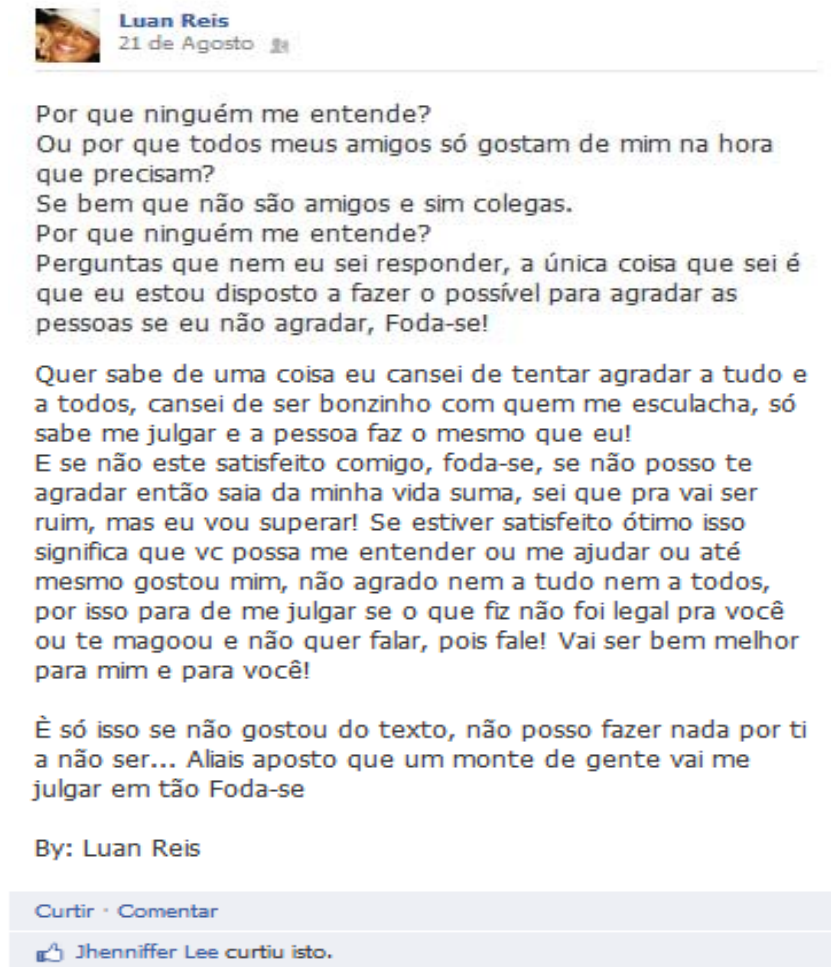 Luan Reis
21 de Agosto
Por que ninguém me entende?
Ou por que todos meus amigos só gostam de mim na hora
que precisam?
Se bem que não são amigos e sim colegas.
Por que ninguém me entende?
Perguntas que nem eu sei responder, a única coisa que sei é
que eu estou disposto a fazer o possível para agradar as
pessoas se eu não agradar, Foda-se!
Quer sabe de uma coisa eu cansei de tentar agradar a tudo e
a todos, cansei de ser bonzinho com quem me esculacha, só
sabe me julgar e a pessoa faz o mesmo que eu!
E se não este satisfeito comigo, foda-se, se não posso te
agradar então saia da minha vida suma, sei que pra vai ser
ruim, mas eu vou superar! Se estiver satisfeito ótimo isso
significa que vc possa me entender ou me ajudar ou até
mesmo gostou mim, não agrado nem a tudo nem a todos,
por isso para de me julgar se o que fiz não foi legal pra você
ou te magoou e não quer falar, pois fale! Vai ser bem melhor
para mim e para você!
È só isso se não gostou do texto, não posso fazer nada por ti
a não ser... Aliais aposto que um monte de gente vai me
julgar em tão Foda-se
By: Luan Reis
Curtir · Comentar
Jhenniffer Lee curtiu isto.